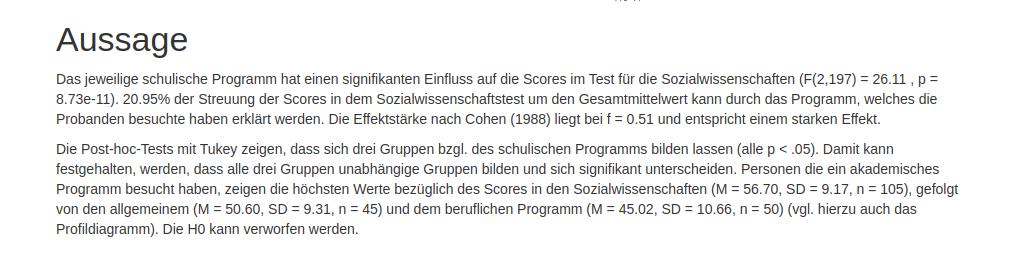 Aussage
Das jeweilige schulische Programm hat einen signifikanten Einfluss auf die Scores im Test für die Sozialwissenschaften (F(2,197) = 26.11 , p =
8.73e-11). 20.95% der Streuung der Scores in dem Sozialwissenschaftstest um den Gesamtmittelwert kann durch das Programm, welches die
Probanden besuchte haben erklärt werden. Die Effektstärke nach Cohen (1988) liegt bei f = 0.51 und entspricht einem starken Effekt.
Die Post-hoc-Tests mit Tukey zeigen, dass sich drei Gruppen bzgl. des schulischen Programms bilden lassen (alle p < .05). Damit kann
festgehalten, werden, dass alle drei Gruppen unabhängige Gruppen bilden und sich signifikant unterscheiden. Personen die ein akademisches
Programm besucht haben, zeigen die höchsten Werte bezüglich des Scores in den Sozialwissenschaften (M = 56.70, SD = 9.17, n = 105), gefolgt
von den allgemeinem (M = 50.60, SD = 9.31, n = 45) und dem beruflichen Programm (M = 45.02, SD = 10.66, n = 50) (vgl. hierzu auch das
Profildiagramm). Die H0 kann verworfen werden.